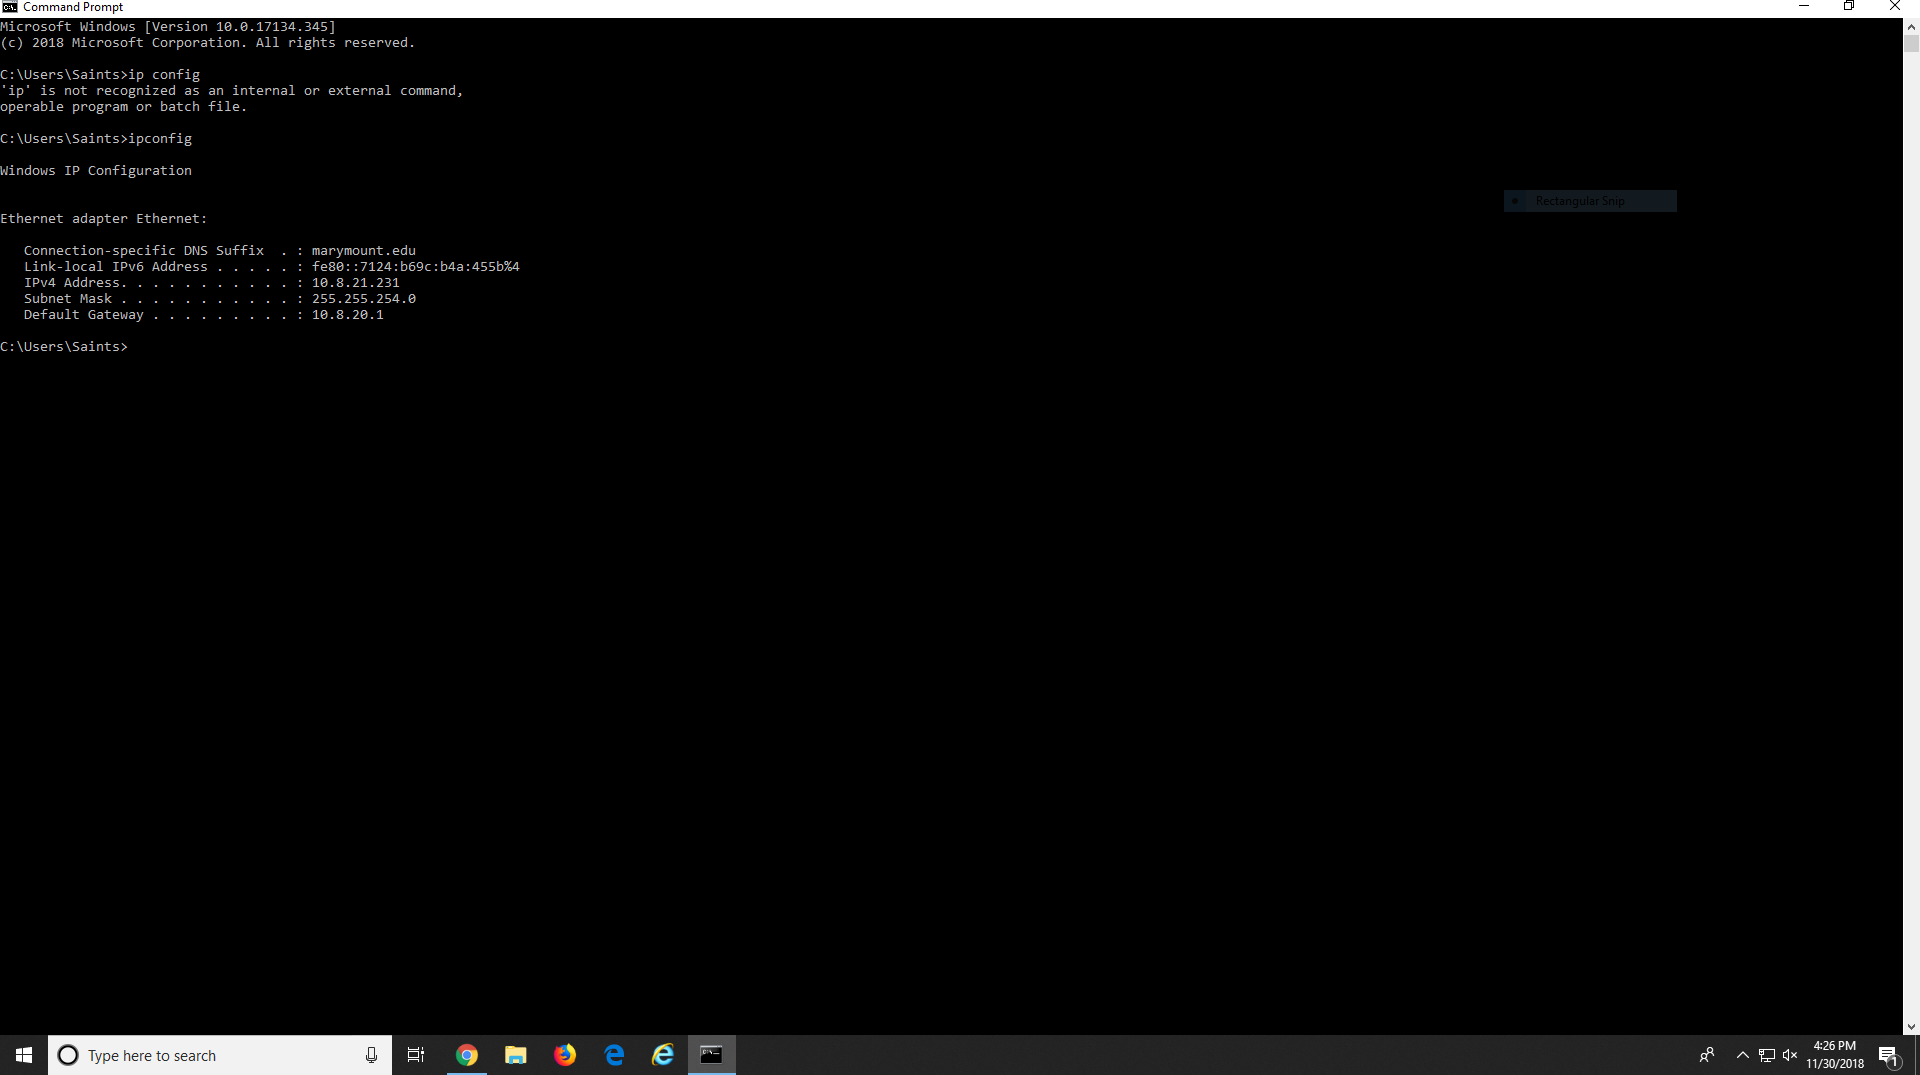 Command Prompt
Microsoft Windows [Version 10.0.17134.345]
(c) 2018 Microsoft Corporation. All rights reserved.
C:\Users\Saints>ip config
'ip' is not recognized as an internal or external command,
operable program or batch file.
C:\Users\Saints>ipconfig
Windows IP Configuration
Rectangular Snip
Ethernet adapter Ethernet:
Connection-specific DNS Suffix  . : marymount.edu
Link-local IPv6 Address . . . . . : fe80::7124:b69c:b4a:455b%4
IPv4 Address. . . . . . . . . . . : 10.8.21.231
Subnet Mask . . . . . . . . . . . : 255.255.254.0
Default Gateway . . . . . . . . . : 10.8.20.1
C:\Users\Saints>
Type here to search
4:26 PM
11/30/2018
1